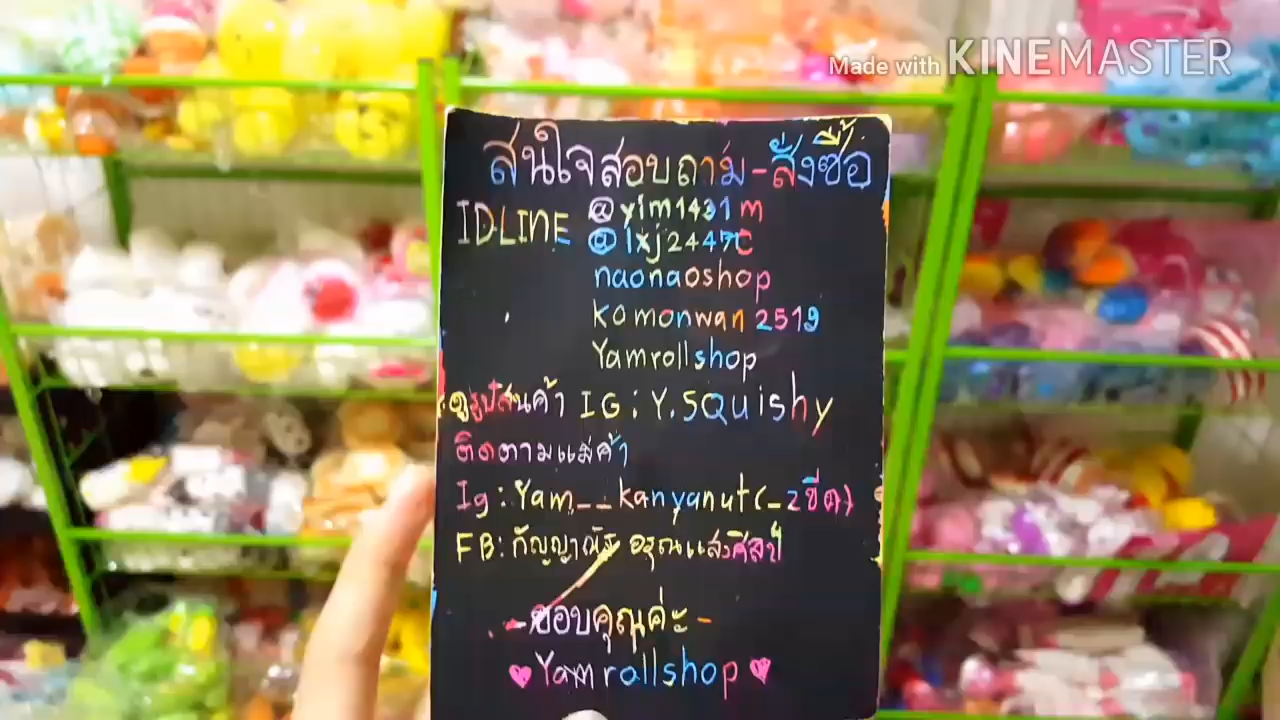 Made with KINEMASTER
สนใจสอบถาม-สั่งซื้อ
IDLINE @yim1431m
@lxj2447c
naonaoshop
komonwan2519
Yamrollshop
ดูรูปสินค้า IG: Y.SQuishy
ติดตามแม่ค้า
Ig: Yam__kanyanut(_2ขีด)
FB: กัญญาณัฐ อรุณแสงศิลป์
-ขอบคุณค่ะ-
Yamrollshop